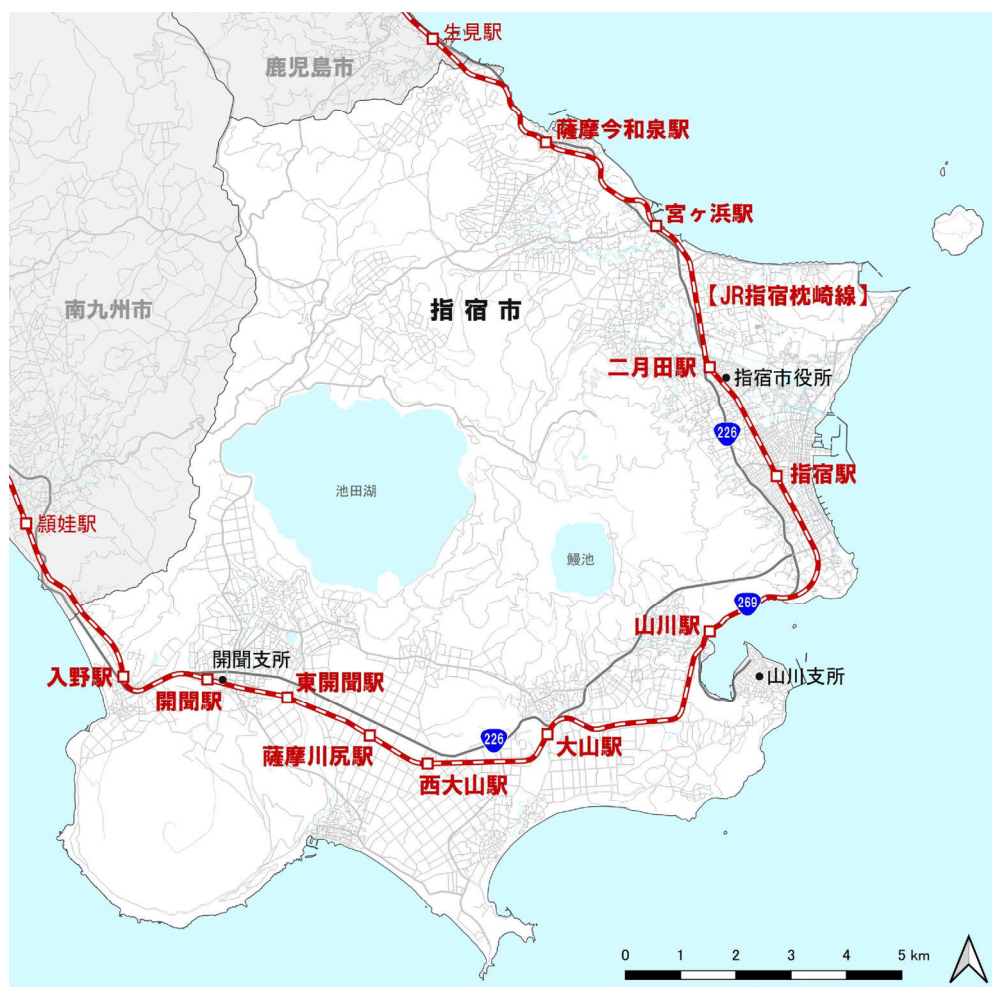 生見駅
鹿児島市
薩摩今和泉駅
宮ヶ浜駅
【JR指宿枕崎線】
南九州市
指宿市
二月田駅
指宿市役所
226
指宿駅
池田湖
頴娃駅
鰻池
269
山川駅
開聞支所
山川支所
入野駅
開聞駅
東開聞駅
226
大山駅
薩摩川尻駅
西大山駅
0 1 2 3 4 5 km